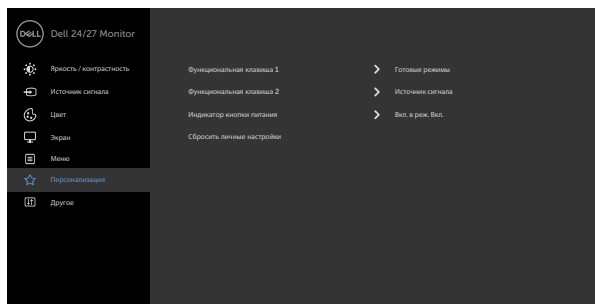 DELL Dell 24/27 Monitor
Яркость / контрастность
Функциональная клавиша 1 Готовые режимы
Источник сигнала
Функциональная клавиша 2 Источник сигнала
Цвет
Индикатор кнопки питания Вкл. в реж. Вкл.
Экран
Сбросить личные настройки
Меню
Персонализация
Другое